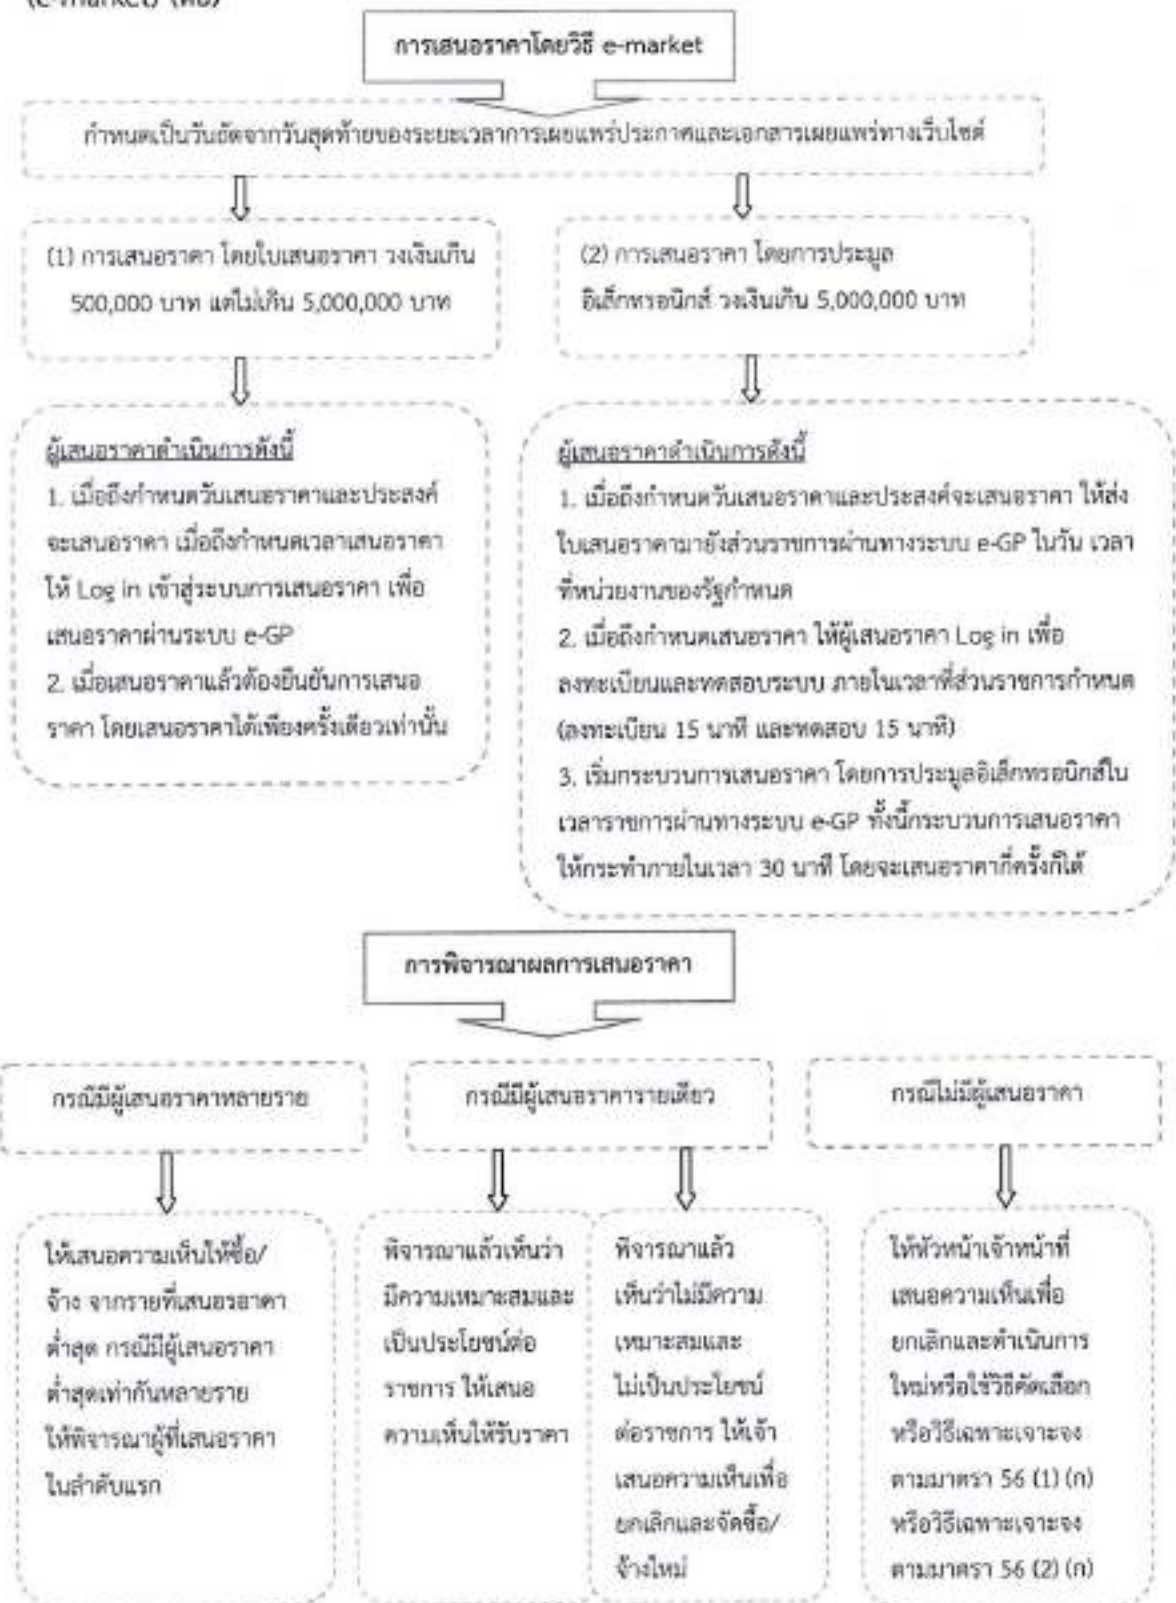 (e-market) (ต่อ)
การเสนอราคาโดยวิธี e-market
กำหนดเป็นวันถัดจากวันสุดท้ายของระยะเวลาการเผยแพร่ประกาศและเอกสารเผยแพร่ทางเว็บไซต์
(1) การเสนอราคา โดยใบเสนอราคา วงเงินเกิน
500,000 บาท แต่ไม่เกิน 5,000,000 บาท
(2) การเสนอราคา โดยการประมูล
อิเล็กทรอนิกส์ วงเงินเกิน 5,000,000 บาท
ผู้เสนอราคาดำเนินการดังนี้
1. เมื่อถึงกำหนดวันเสนอราคาและประสงค์
จะเสนอราคา เมื่อถึงกำหนดเวลาเสนอราคา
ให้ Log in เข้าสู่ระบบการเสนอราคา เพื่อ
เสนอราคาผ่านระบบ e-GP
2. เมื่อเสนอราคาแล้วต้องยืนยันการเสนอ
ราคา โดยเสนอราคาได้เพียงครั้งเดียวเท่านั้น
ผู้เสนอราคาดำเนินการดังนี้
1. เมื่อถึงกำหนดวันเสนอราคาและประสงค์จะเสนอราคา ให้ส่ง
ใบเสนอราคามายังส่วนราชการผ่านทางระบบ e-GP ในวัน เวลา
ที่หน่วยงานของรัฐกำหนด
2. เมื่อถึงกำหนดเสนอราคา ให้ผู้เสนอราคา Log in เพื่อ
ลงทะเบียนและทดสอบระบบ ภายในเวลาที่ส่วนราชการกำหนด
(ลงทะเบียน 15 นาที และทดสอบ 15 นาที)
3. เริ่มกระบวนการเสนอราคา โดยการประมูลอิเล็กทรอนิกส์ใน
เวลาราชการผ่านทางระบบ e-GP ทั้งนี้กระบวนการเสนอราคา
ให้กระทำภายในเวลา 30 นาที โดยจะเสนอราคากี่ครั้งก็ได้
การพิจารณาผลการเสนอราคา
กรณีมีผู้เสนอราคาหลายราย
กรณีมีผู้เสนอราคารายเดียว
กรณีไม่มีผู้เสนอราคา
ให้เสนอความเห็นให้ซื้อ/
จ้าง จากรายที่เสนอรอาคา
ต่ำสุด กรณีมีผู้เสนอราคา
ต่ำสุดเท่ากันหลายราย
ให้พิจารณาผู้ที่เสนอราคา
ในลำดับแรก
พิจารณาแล้วเห็นว่า
มีความเหมาะสมและ
เป็นประโยชน์ต่อ
ราชการ ให้เสนอ
ความเห็นให้รับราคา
พิจารณาแล้ว
เห็นว่าไม่มีความ
เหมาะสมและ
ไม่เป็นประโยชน์
ต่อราชการ ให้เจ้า
เสนอความเห็นเพื่อ
ยกเลิกและจัดซื้อ/
จ้างใหม่
ให้หัวหน้าเจ้าหน้าที่
เสนอความเห็นเพื่อ
ยกเลิกและดำเนินการ
ใหม่หรือใช้วิธีคัดเลือก
หรือวิธีเฉพาะเจาะจง
ตามมาตรา 56 (1) (ก)
หรือวิธีเฉพาะเจาะจง
ตามมาตรา 56 (2) (ก)